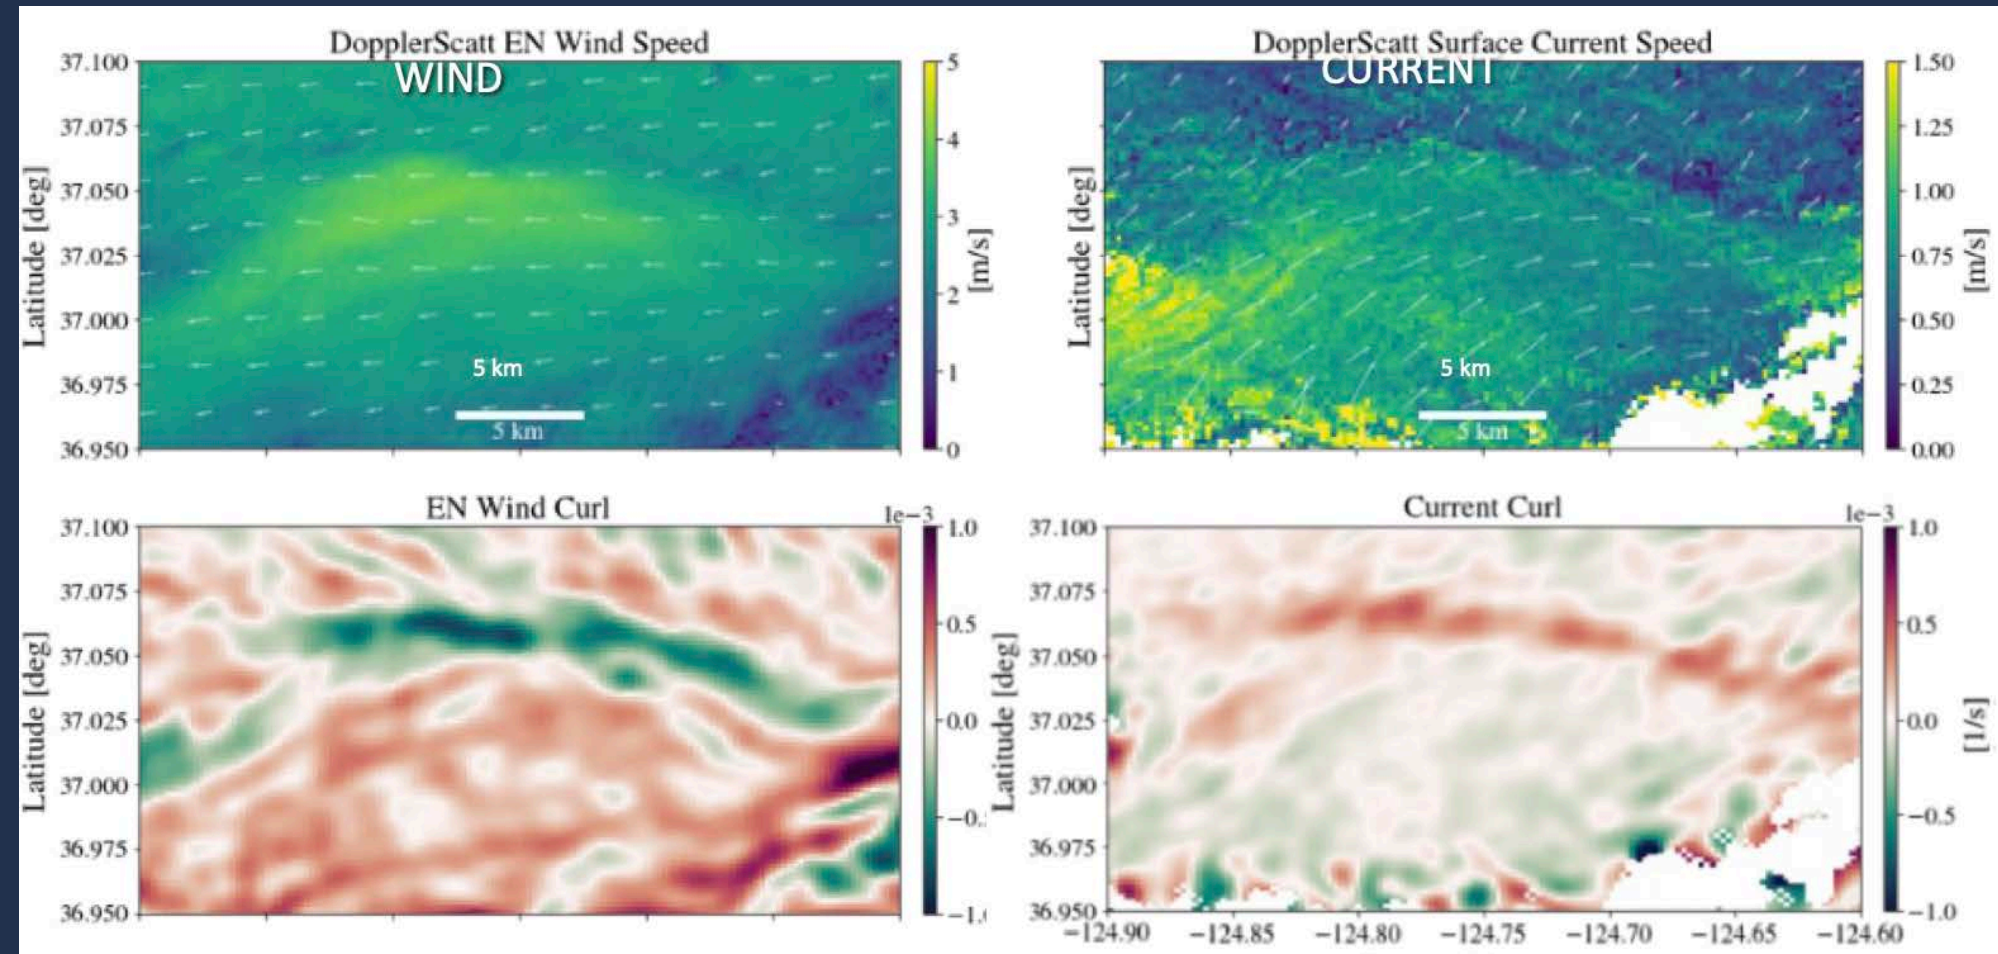 DopplerScatt EN Wind Speed
WIND
37.100
37.075
37.050
37.025
37.000
36.975
36.950
Latitude [deg]
5 km
5 km
5
4
3
2
1
0
[m/s]
DopplerScatt Surface Current Speed
CURRENT
Latitude [deg]
5 km
5 km
1.50
1.25
1.00
0.75
0.50
0.25
0.00
[m/s]
EN Wind Curl
1e−3
37.100
37.075
37.050
37.025
37.000
36.975
36.950
Latitude [deg]
1.0
0.5
0.0
−0.
−1.
Current Curl
1e−3
37.100
37.075
37.050
37.025
37.000
36.975
36.950
Latitude [deg]
−124.90 −124.85 −124.80 −124.75 −124.70 −124.65 −124.60
1.0
0.5
0.0
−0.5
−1.0
[1/s]